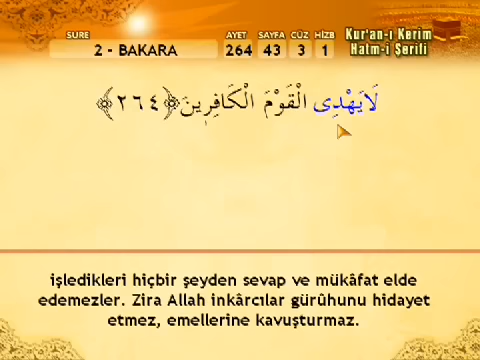 SURE AYET SAYFA CÜZ HİZB Kur'an-ı Kerim
2 - BAKARA 264 43 3 1 Hatm-i Şerifi
لَايَهْدِى الْقَوْمَ الْكَافِرِينَ ﴿٢٦٤﴾
işledikleri hiçbir şeyden sevap ve mükâfat elde
edemezler. Zira Allah inkârcılar gürûhunu hidayet
etmez, emellerine kavuşturmaz.